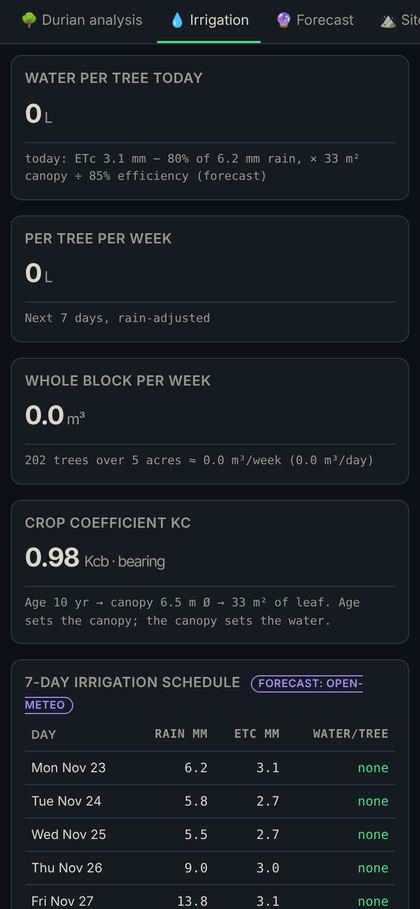 🌳 Durian analysis 💧 Irrigation 🔮 Forecast ⛰️ Sit
WATER PER TREE TODAY
0 L
today: ETc 3.1 mm − 80% of 6.2 mm rain, × 33 m²
canopy ÷ 85% efficiency (forecast)
PER TREE PER WEEK
0 L
Next 7 days, rain-adjusted
WHOLE BLOCK PER WEEK
0.0 m³
202 trees over 5 acres ≈ 0.0 m³/week (0.0 m³/day)
CROP COEFFICIENT KC
0.98 Kcb · bearing
Age 10 yr → canopy 6.5 m Ø → 33 m² of leaf. Age
sets the canopy; the canopy sets the water.
7-DAY IRRIGATION SCHEDULE FORECAST: OPEN-
METEO
DAY RAIN MM ETC MM WATER/TREE
Mon Nov 23 6.2 3.1 none
Tue Nov 24 5.8 2.7 none
Wed Nov 25 5.5 2.7 none
Thu Nov 26 9.0 3.0 none
Fri Nov 27 13.8 3.1 none